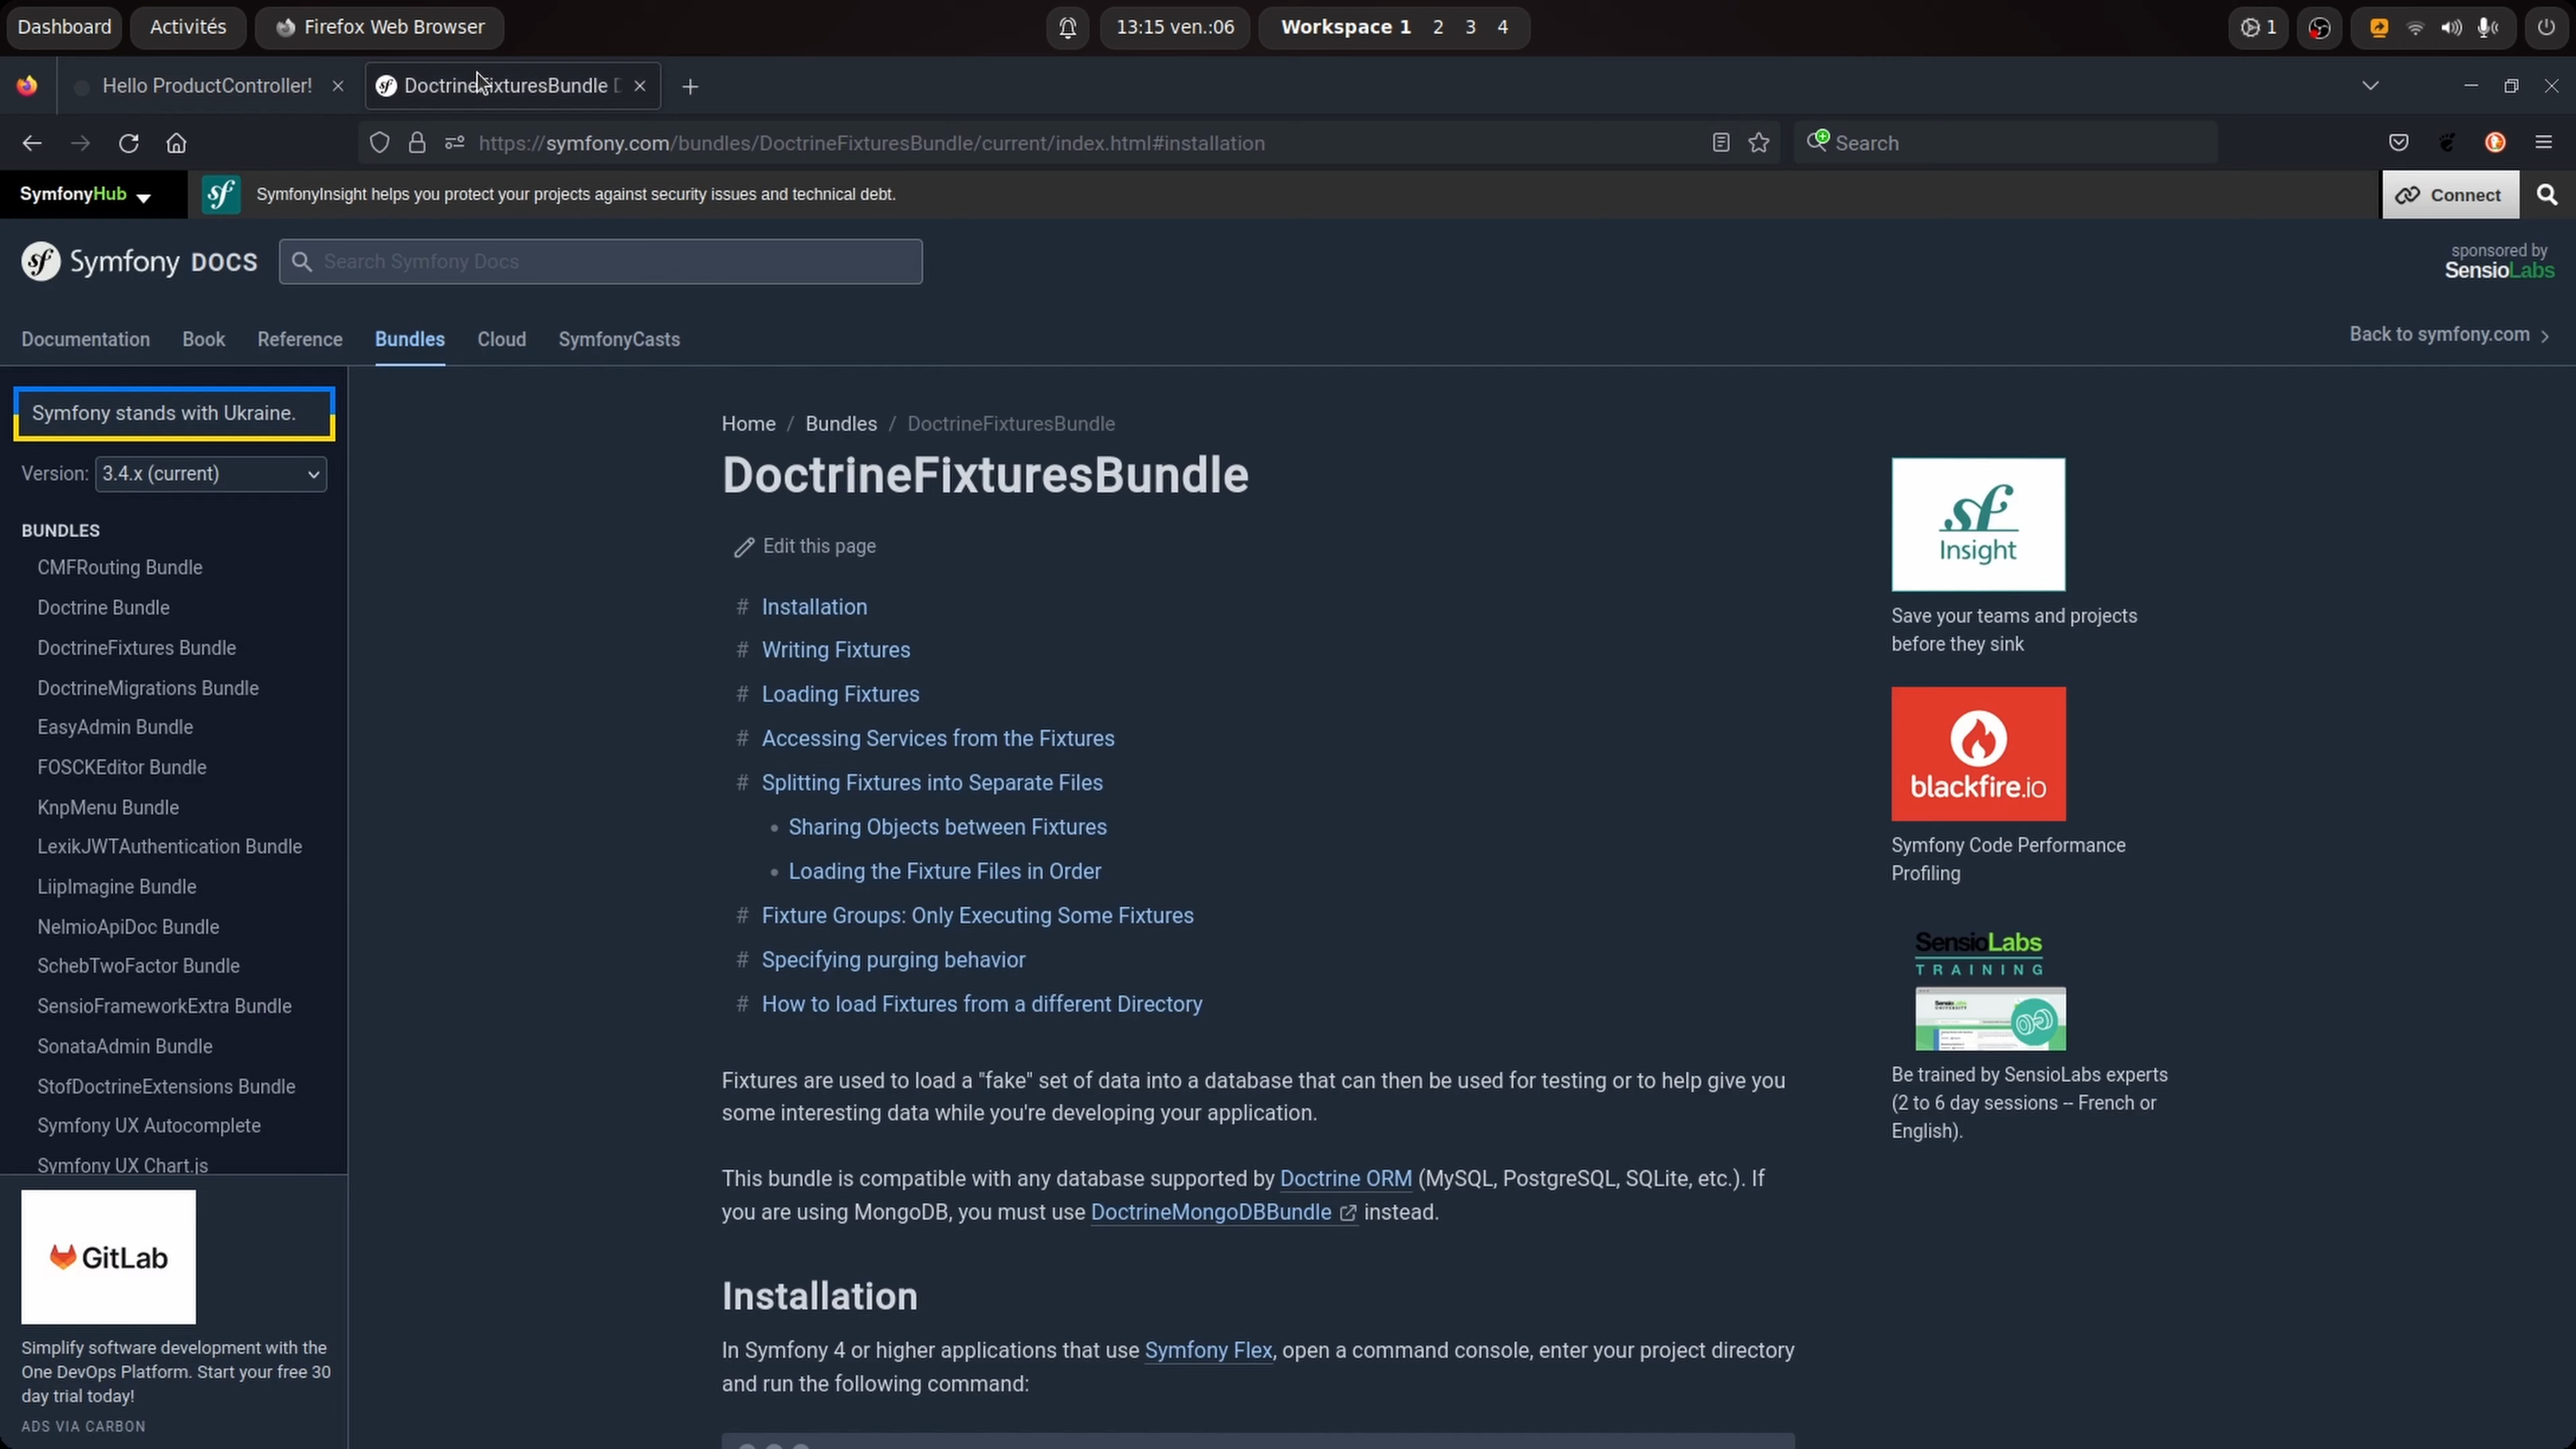 Dashboard Activités Firefox Web Browser 13:15 ven.:06 Workspace 1 2 3 4 1
Hello ProductController! DoctrineFixturesBundle
https://symfony.com/bundles/DoctrineFixturesBundle/current/index.html#installation Search
SymfonyHub sf SymfonyInsight helps you protect your projects against security issues and technical debt. Connect
sf Symfony DOCS Search Symfony Docs
sponsored by
SensioLabs
Documentation Book Reference Bundles Cloud SymfonyCasts Back to symfony.com
Symfony stands with Ukraine.
Version: 3.4.x (current)
BUNDLES
CMFRouting Bundle
Doctrine Bundle
DoctrineFixtures Bundle
DoctrineMigrations Bundle
EasyAdmin Bundle
FOSCKEditor Bundle
KnpMenu Bundle
LexikJWTAuthentication Bundle
LiipImagine Bundle
NelmioApiDoc Bundle
SchebTwoFactor Bundle
SensioFrameworkExtra Bundle
SonataAdmin Bundle
StofDoctrineExtensions Bundle
Symfony UX Autocomplete
Symfony UX Chart.js
GitLab
Simplify software development with the
One DevOps Platform. Start your free 30
day trial today!
ADS VIA CARBON
Home / Bundles / DoctrineFixturesBundle
DoctrineFixturesBundle
Edit this page
# Installation
# Writing Fixtures
# Loading Fixtures
# Accessing Services from the Fixtures
# Splitting Fixtures into Separate Files
• Sharing Objects between Fixtures
• Loading the Fixture Files in Order
# Fixture Groups: Only Executing Some Fixtures
# Specifying purging behavior
# How to load Fixtures from a different Directory
Fixtures are used to load a "fake" set of data into a database that can then be used for testing or to help give you
some interesting data while you're developing your application.
This bundle is compatible with any database supported by Doctrine ORM (MySQL, PostgreSQL, SQLite, etc.). If
you are using MongoDB, you must use DoctrineMongoDBBundle instead.
Installation
In Symfony 4 or higher applications that use Symfony Flex, open a command console, enter your project directory
and run the following command:
sf
Insight
Save your teams and projects
before they sink
blackfire.io
Symfony Code Performance
Profiling
SensioLabs
TRAINING
Be trained by SensioLabs experts
(2 to 6 day sessions -- French or
English).